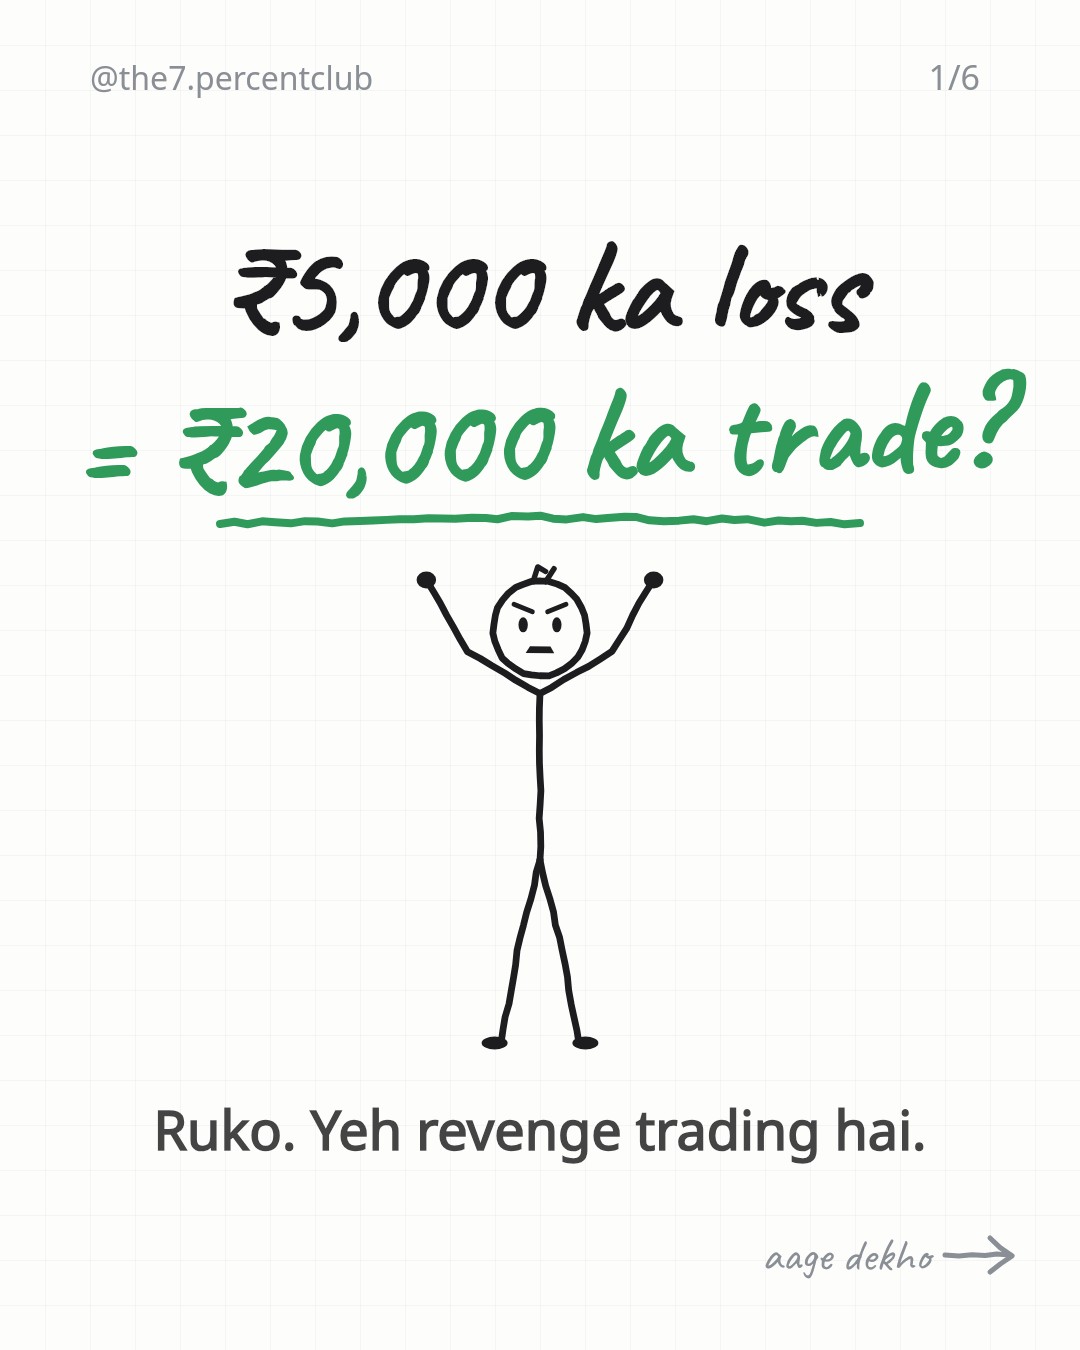 @the7.percentclub
1/6
₹5,000 ka loss
= ₹20,000 ka trade?
Ruko. Yeh revenge trading hai.
aage dekho